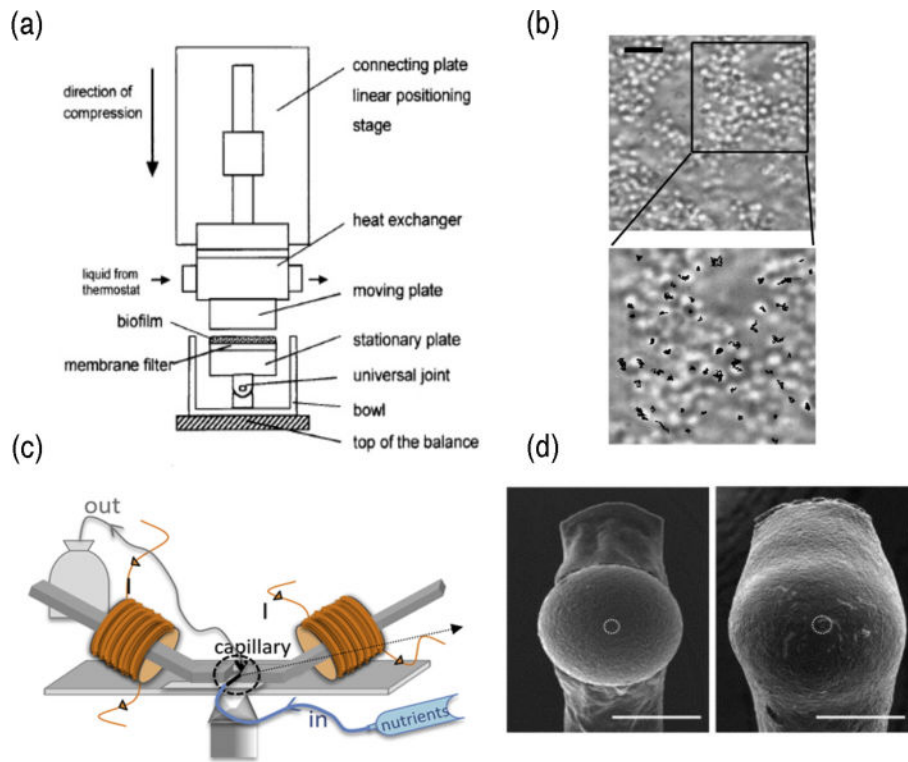 (a)
direction of
compression
connecting plate
linear positioning
stage
heat exchanger
liquid from
thermostat
moving plate
biofilm
stationary plate
membrane filter
universal joint
bowl
top of the balance
(b)
(c)
out
I
I
capillary
in
nutrients
(d)